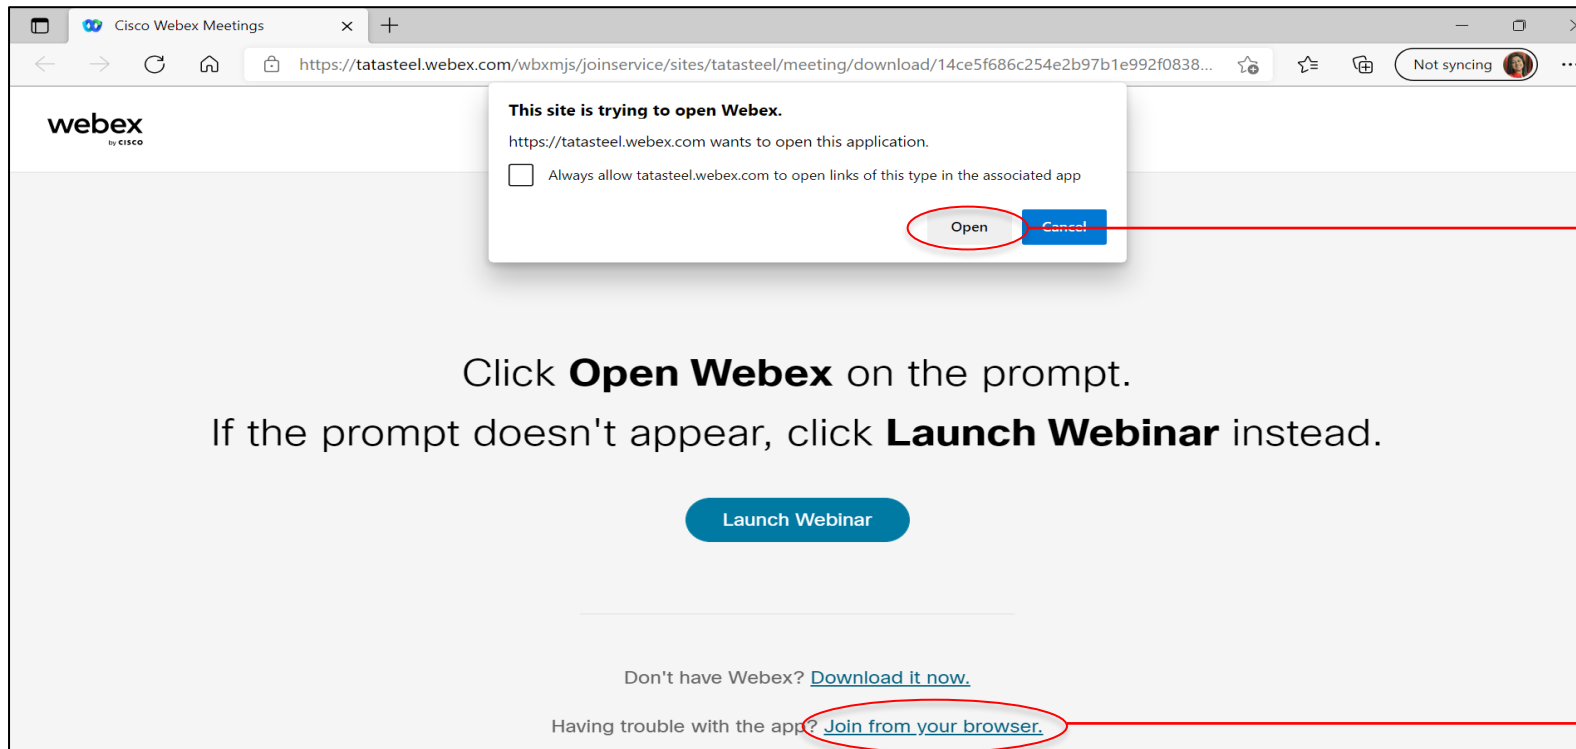 Cisco Webex Meetings
https://tatasteel.webex.com/wbxmjs/joinservice/sites/tatasteel/meeting/download/14ce5f686c254e2b97b1e992f0838...
Not syncing
webex
by CISCO
This site is trying to open Webex.
https://tatasteel.webex.com wants to open this application.
Always allow tatasteel.webex.com to open links of this type in the associated app
Open Cancel
Click Open Webex on the prompt.
If the prompt doesn't appear, click Launch Webinar instead.
Launch Webinar
Don't have Webex? Download it now.
Having trouble with the app? Join from your browser.